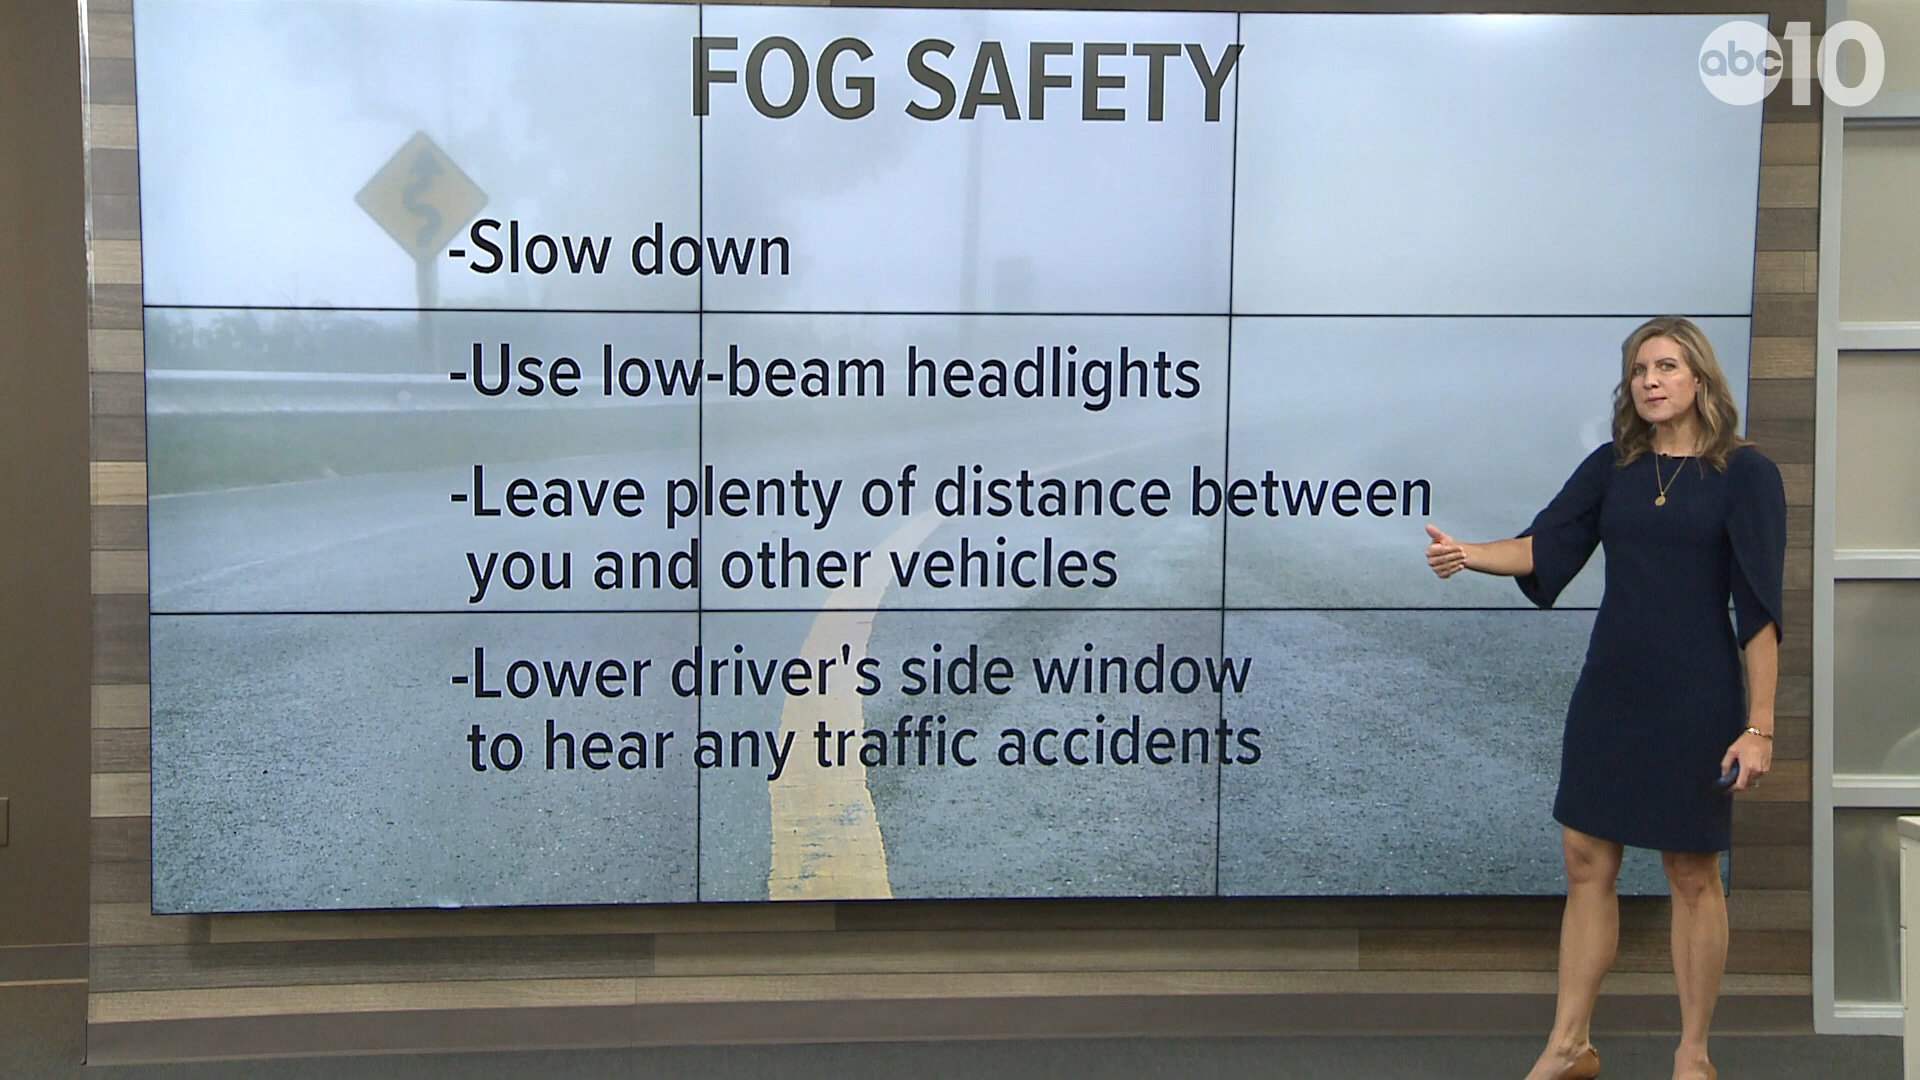 abc10
FOG SAFETY
-Slow down
-Use low-beam headlights
-Leave plenty of distance between
you and other vehicles
-Lower driver's side window
to hear any traffic accidents